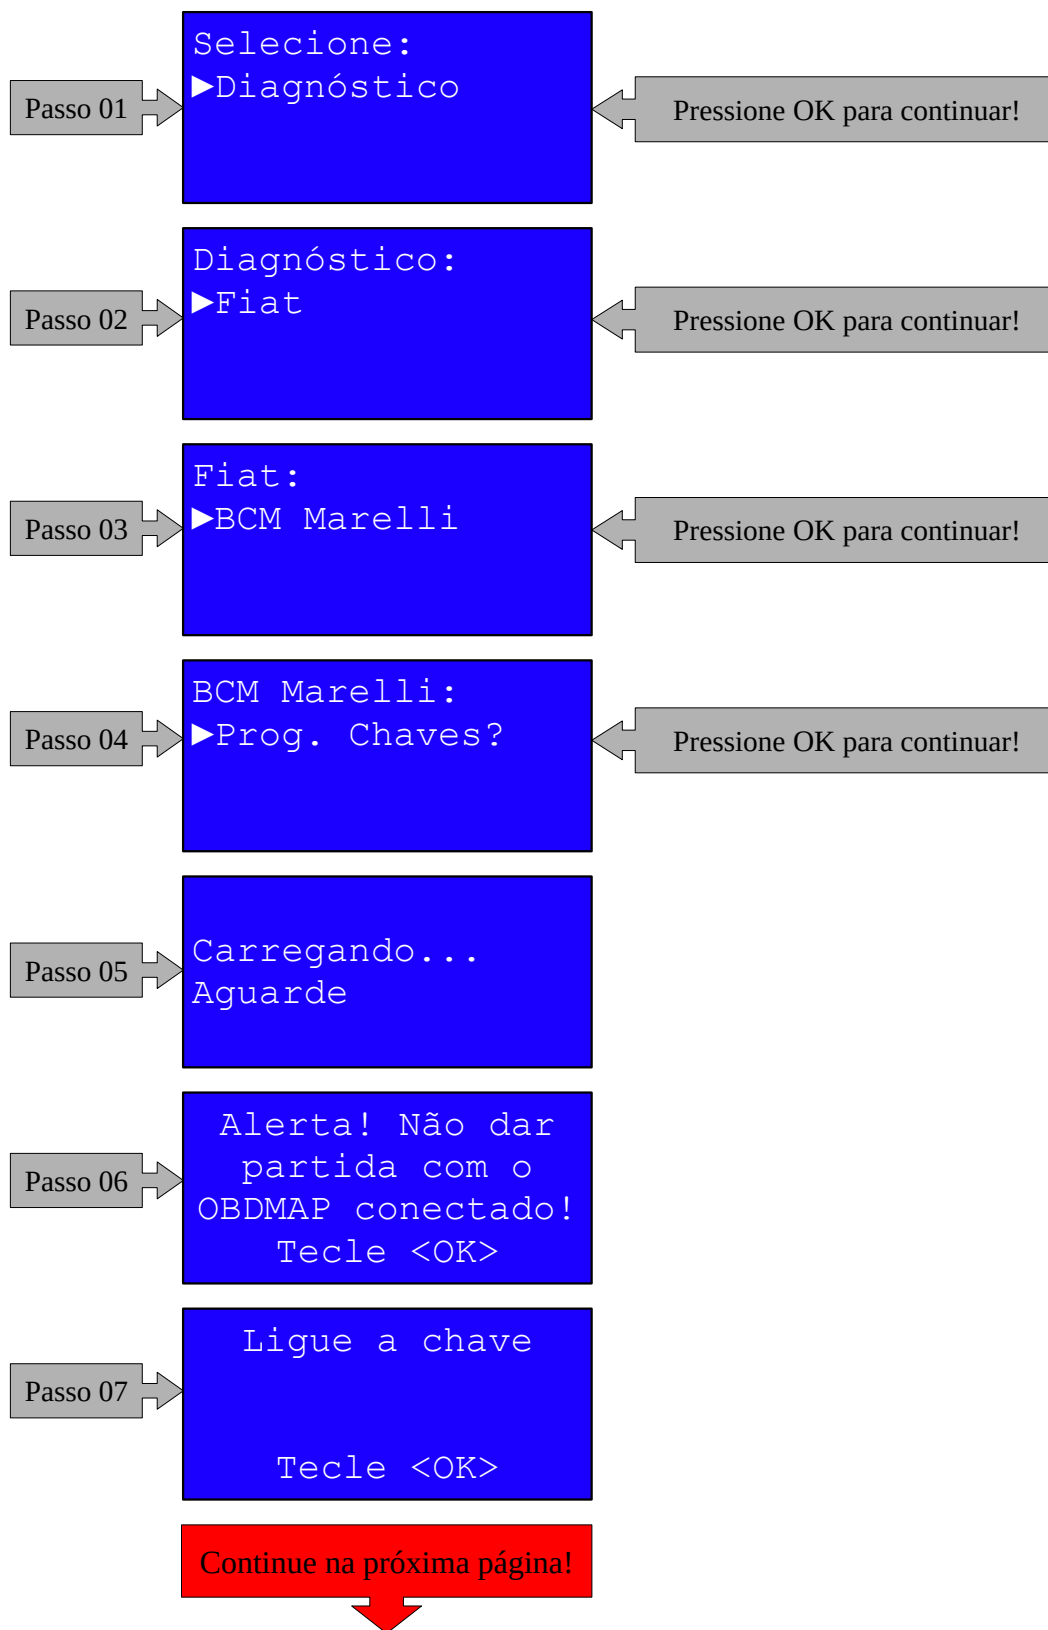 Passo 01
Selecione:
►Diagnóstico
Pressione OK para continuar!
Passo 02
Diagnóstico:
►Fiat
Pressione OK para continuar!
Passo 03
Fiat:
►BCM Marelli
Pressione OK para continuar!
Passo 04
BCM Marelli:
►Prog. Chaves?
Pressione OK para continuar!
Passo 05
Carregando...
Aguarde
Passo 06
Alerta! Não dar
partida com o
OBDMAP conectado!
Tecle <OK>
Passo 07
Ligue a chave
Tecle <OK>
Continue na próxima página!